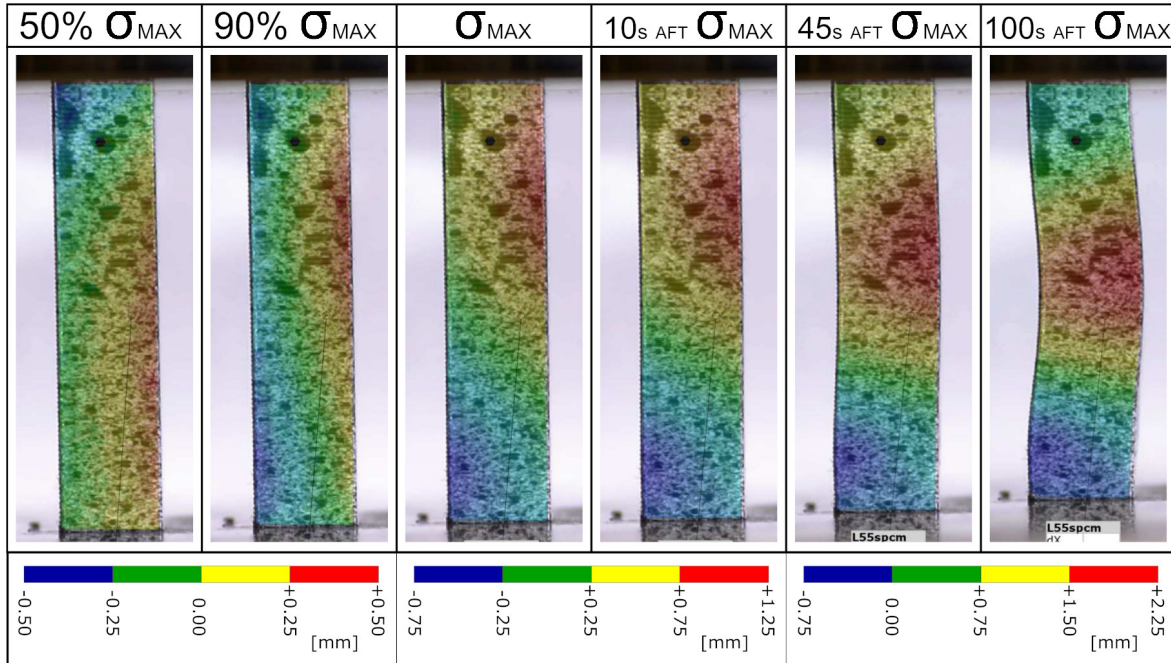 50% σMAX
90% σMAX
σMAX
10s AFT σMAX
45s AFT σMAX
100s AFT σMAX
L55spcm
L55spcm
dX
-0.50
-0.25
0.00
+0.25
+0.50
[mm]
-0.75
-0.25
+0.25
+0.75
+1.25
[mm]
-0.75
0.00
+0.75
+1.50
+2.25
[mm]